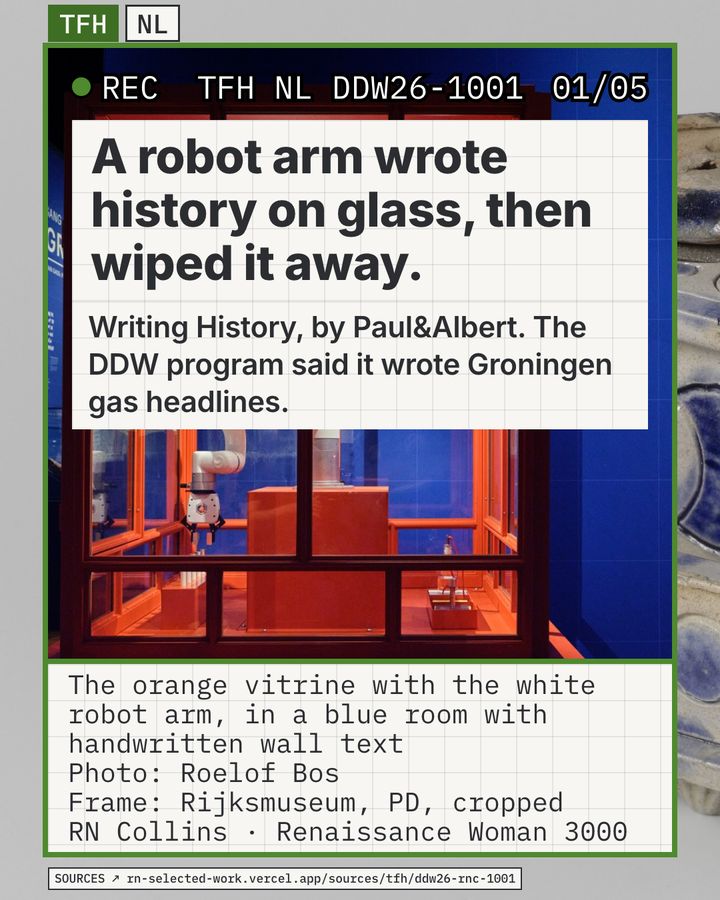 TFH NL
REC TFH NL DDW26-1001 01/05
A robot arm wrote
history on glass, then
wiped it away.
Writing History, by Paul&Albert. The
DDW program said it wrote Groningen
gas headlines.
The orange vitrine with the white
robot arm, in a blue room with
handwritten wall text
Photo: Roelof Bos
Frame: Rijksmuseum, PD, cropped
RN Collins · Renaissance Woman 3000
SOURCES ↗ rn-selected-work.vercel.app/sources/tfh/ddw26-rnc-1001